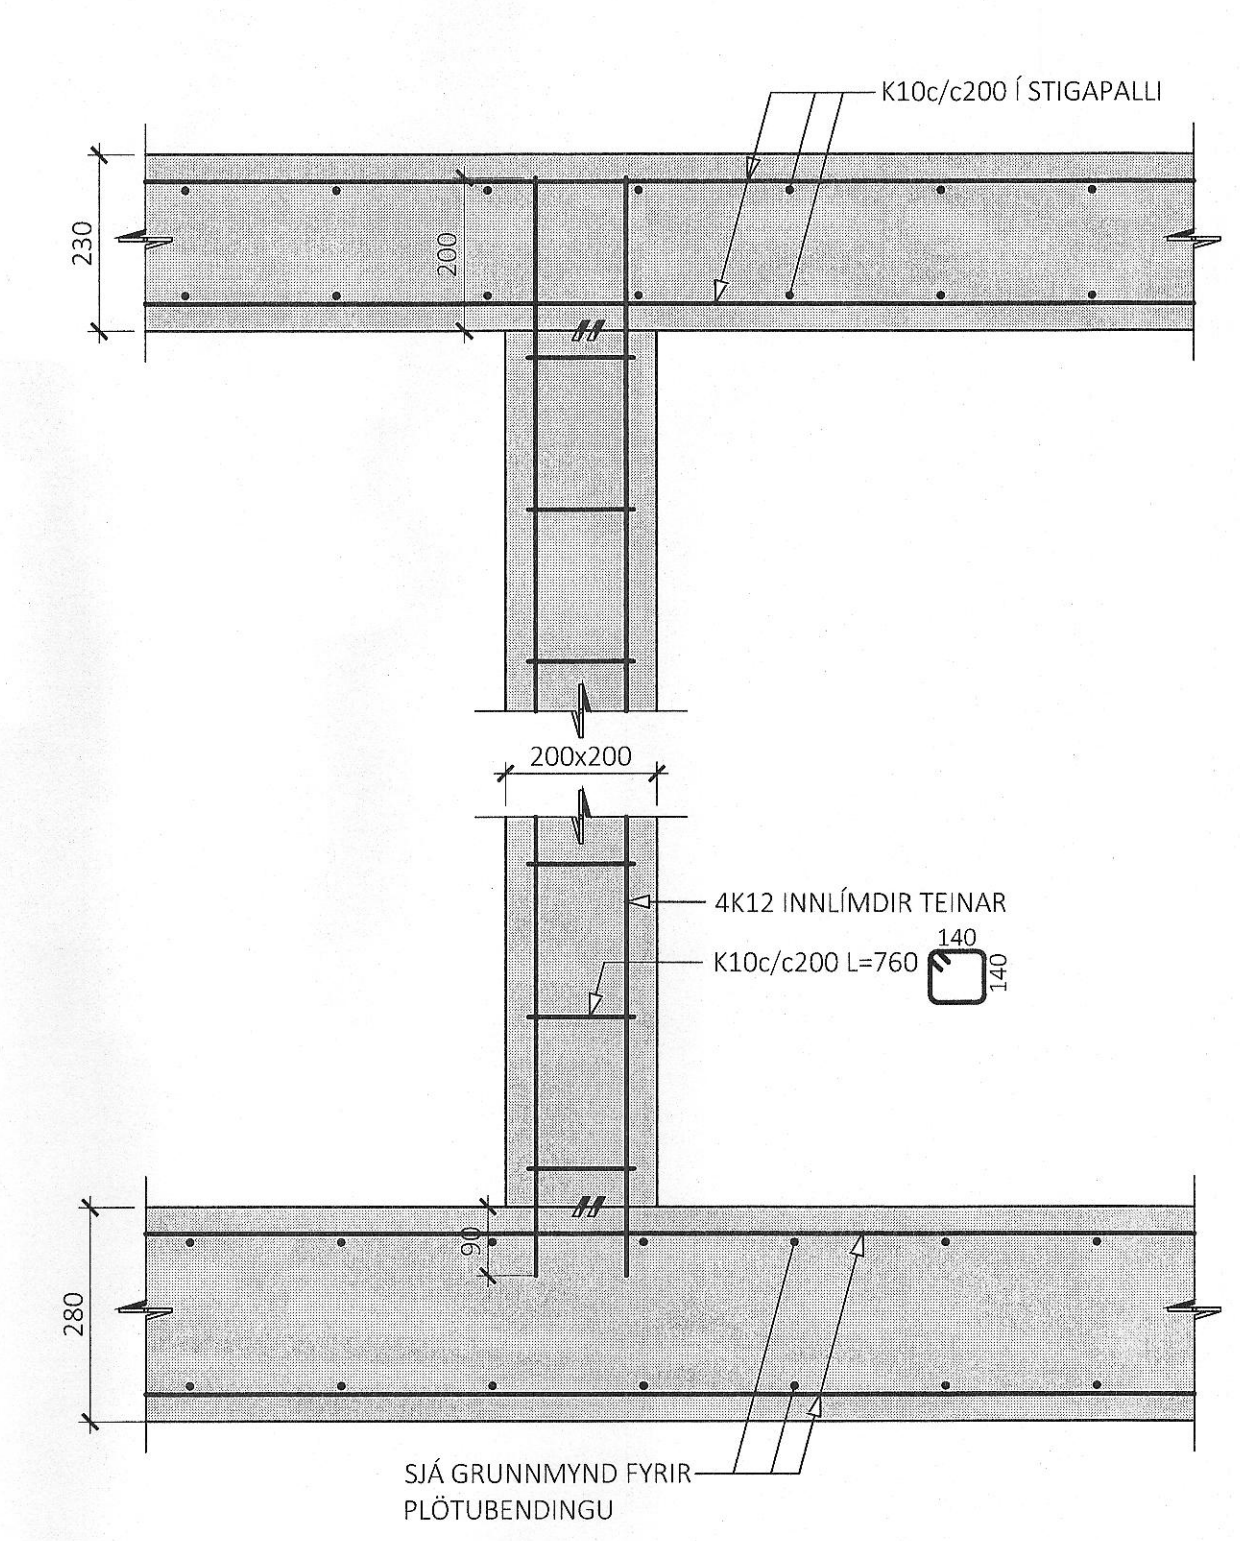 K10c/c200 Í STIGAPALLI
230
200
200x200
4K12 INNLÍMDIR TEINAR
140
K10c/c200 L=760
140
90
280
SJÁ GRUNNMYND FYRIR
PLÖTUBENDINGU